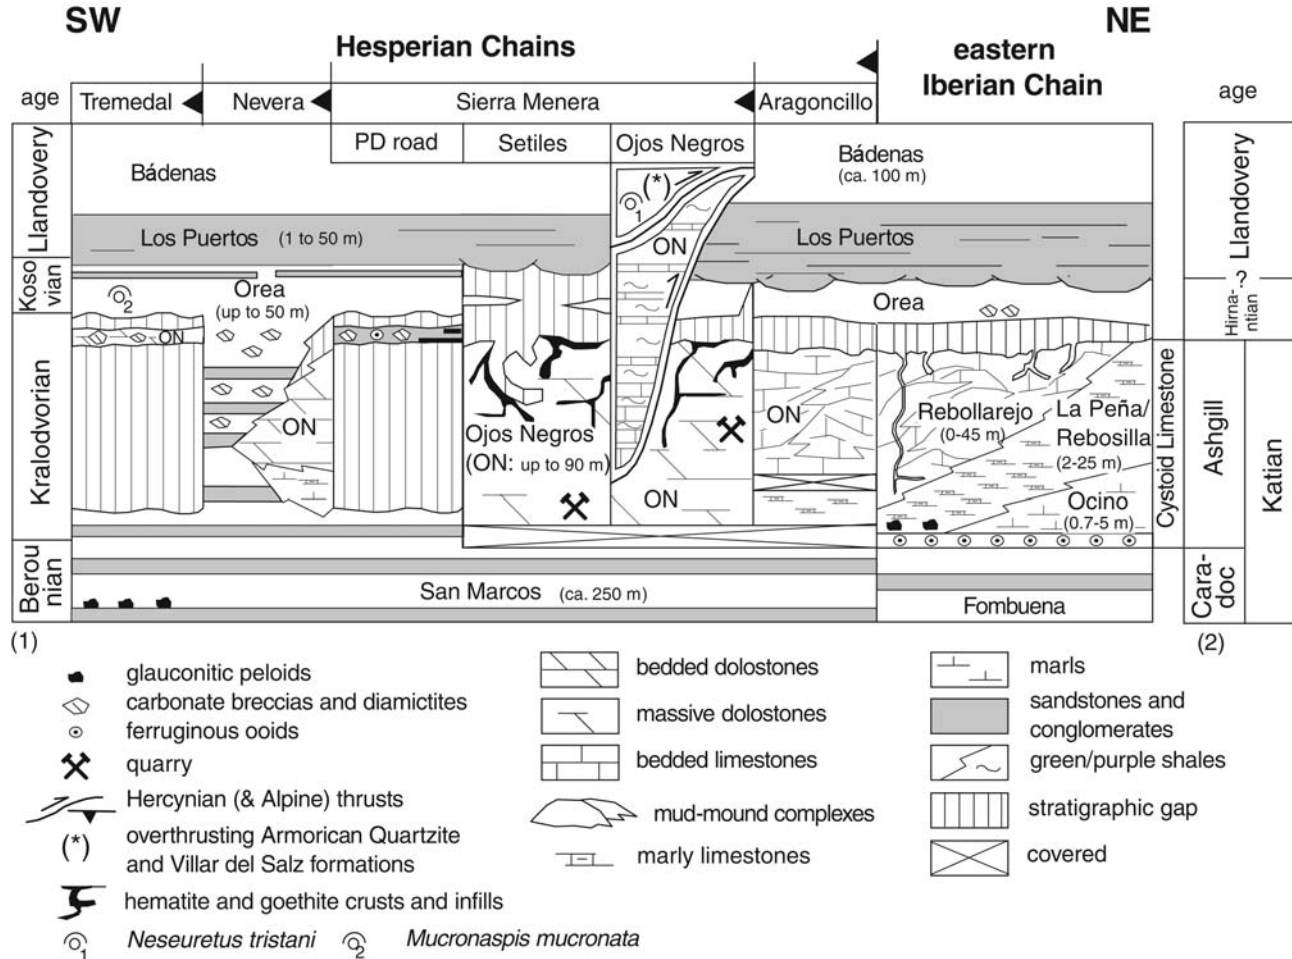 SW
NE
Hesperian Chains
eastern
Iberian Chain
age
Tremedal
Nevera
Sierra Menera
Aragoncillo
age
PD road
Setiles
Ojos Negros
Llandovery
Koso
vian
Kralodvorian
Berou
nian
Bádenas
Bádenas
(ca. 100 m)
(*)
1
ON
Los Puertos (1 to 50 m)
Los Puertos
Orea
(up to 50 m)
2
Orea
ON
ON
Ojos Negros
(ON: up to 90 m)
ON
ON
Rebollarejo
(0-45 m)
La Peña/
Rebosilla
(2-25 m)
Ocino
(0.7-5 m)
San Marcos (ca. 250 m)
Fombuena
Cystoid Limestone
Llandovery
?
Hirna-
ntian
Ashgill
Katian
Cara-
doc
(1)
(2)
glauconitic peloids
carbonate breccias and diamictites
ferruginous ooids
quarry
Hercynian (& Alpine) thrusts
(*) overthrusting Armorican Quartzite
and Villar del Salz formations
hematite and goethite crusts and infills
1 Neseuretus tristani
2 Mucronaspis mucronata
bedded dolostones
massive dolostones
bedded limestones
mud-mound complexes
marly limestones
marls
sandstones and
conglomerates
green/purple shales
stratigraphic gap
covered